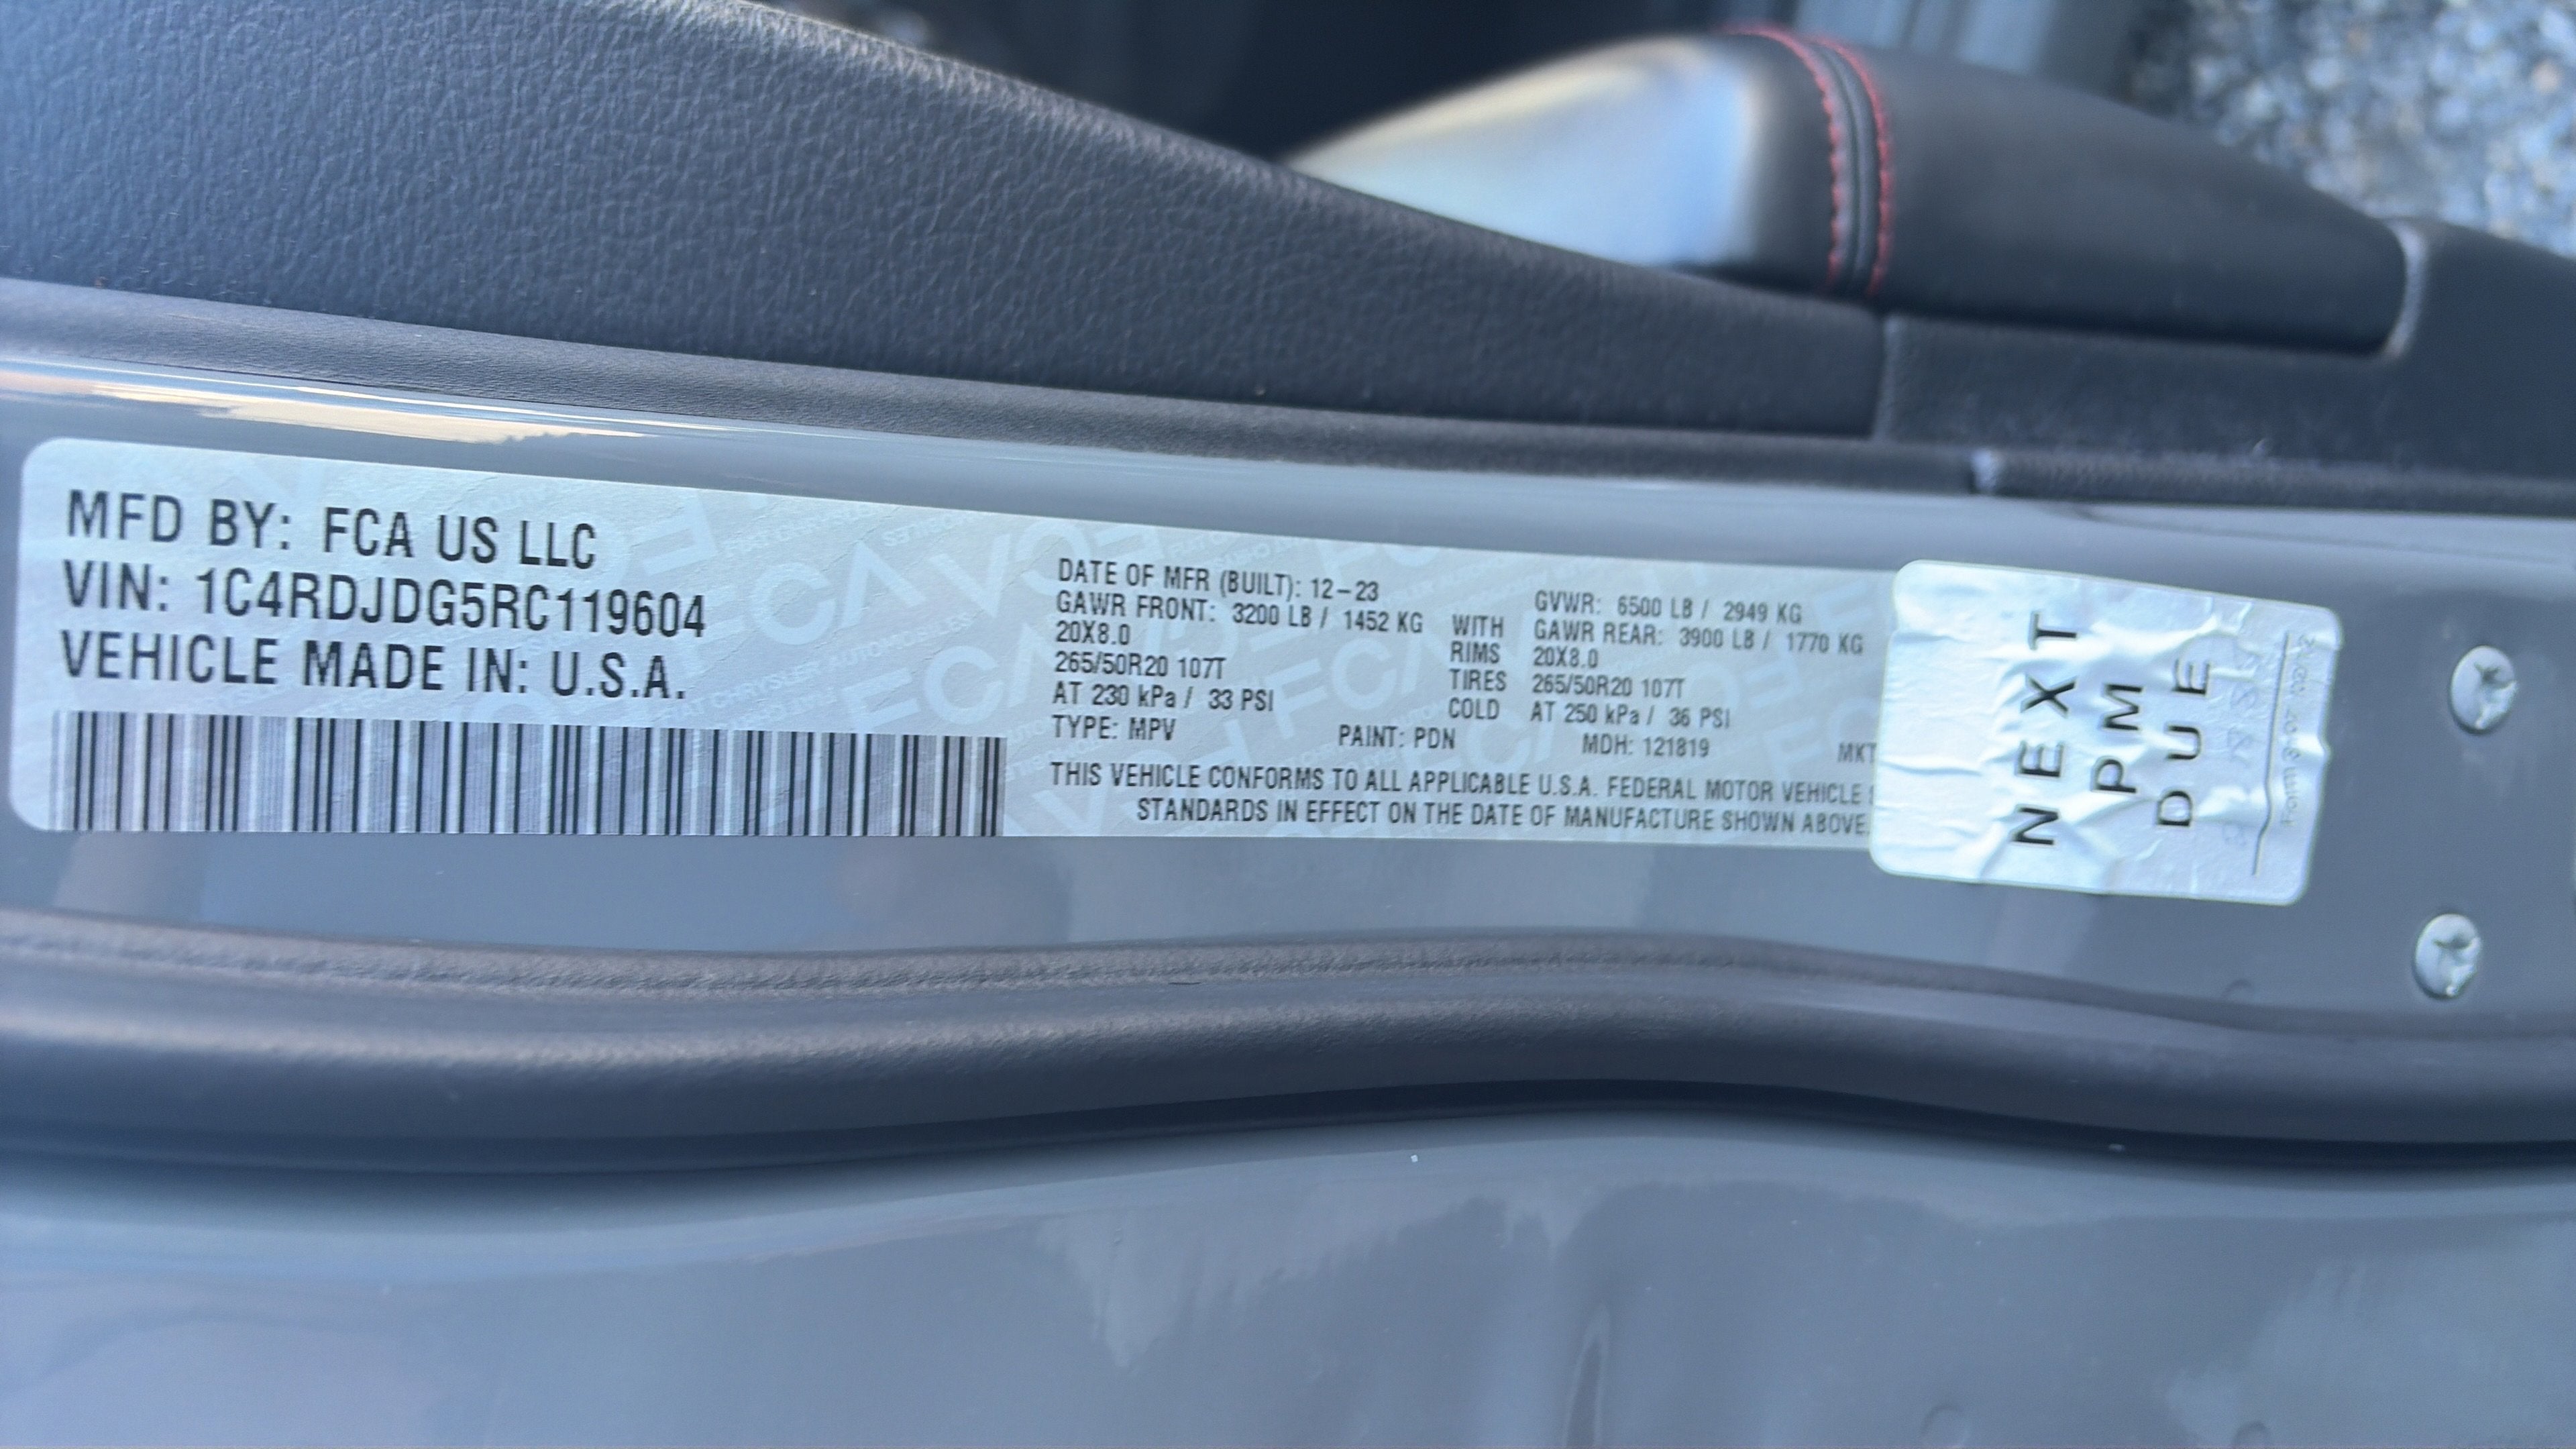 MFD BY: FCA US LLC
VIN: 1C4RDJDG5RC119604
VEHICLE MADE IN: U.S.A.
DATE OF MFR (BUILT): 12-23
GAWR FRONT: 3200 LB / 1452 KG
20X8.0
265/50R20 107T
AT 230 kPa / 33 PSI
WITH
RIMS
TIRES
COLD
GVWR: 6500 LB / 2949 KG
GAWR REAR: 3900 LB / 1770 KG
20X8.0
265/50R20 107T
AT 250 kPa / 36 PSI
TYPE: MPV PAINT: PDN MDH: 121819 MKT
THIS VEHICLE CONFORMS TO ALL APPLICABLE U.S.A. FEDERAL MOTOR VEHICLE
STANDARDS IN EFFECT ON THE DATE OF MANUFACTURE SHOWN ABOVE.
NEXT
PM
DUE